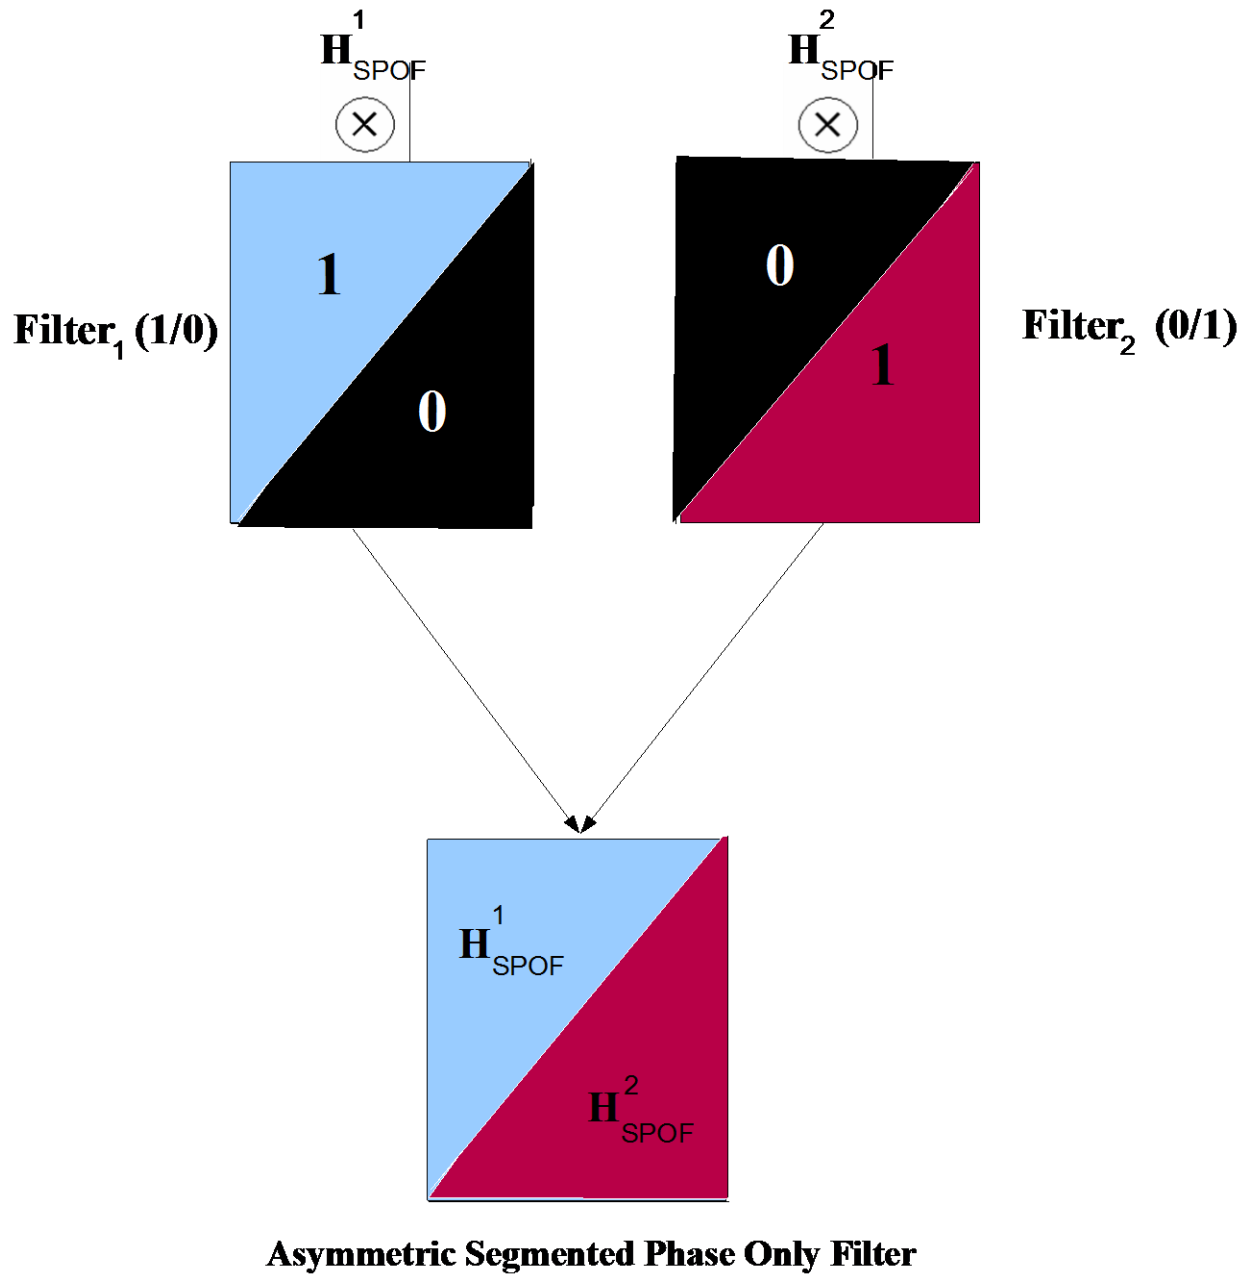 H¹SPOF
H²SPOF
1
0
0
1
Filter₁ (1/0)
Filter₂ (0/1)
H¹SPOF
H²SPOF
Asymmetric Segmented Phase Only Filter